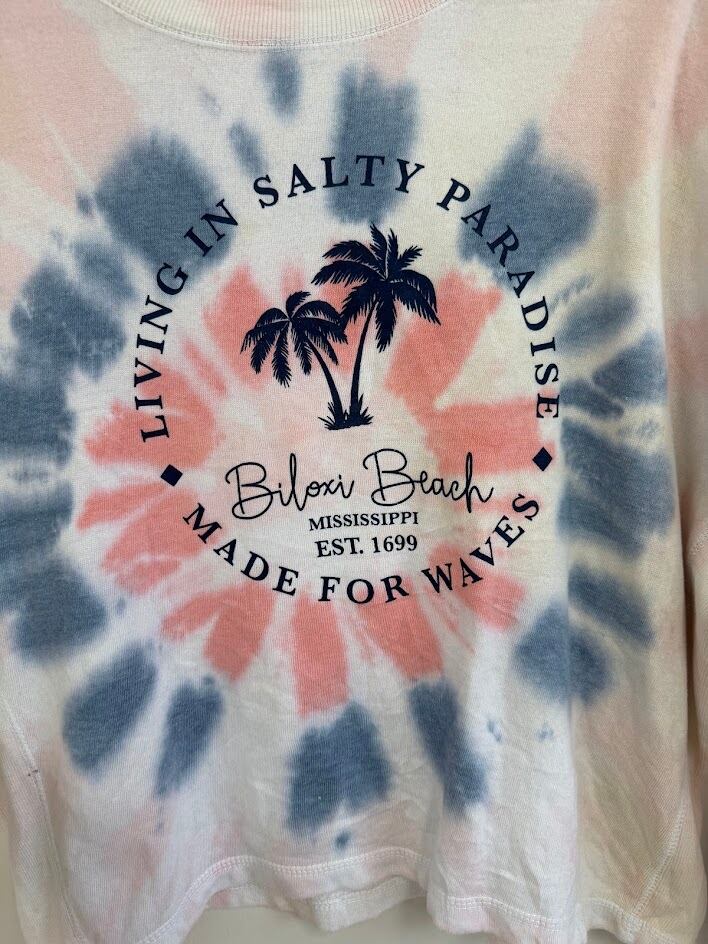 LIVING IN SALTY PARADISE
Biloxi Beach
MISSISSIPPI
EST. 1699
MADE FOR WAVES